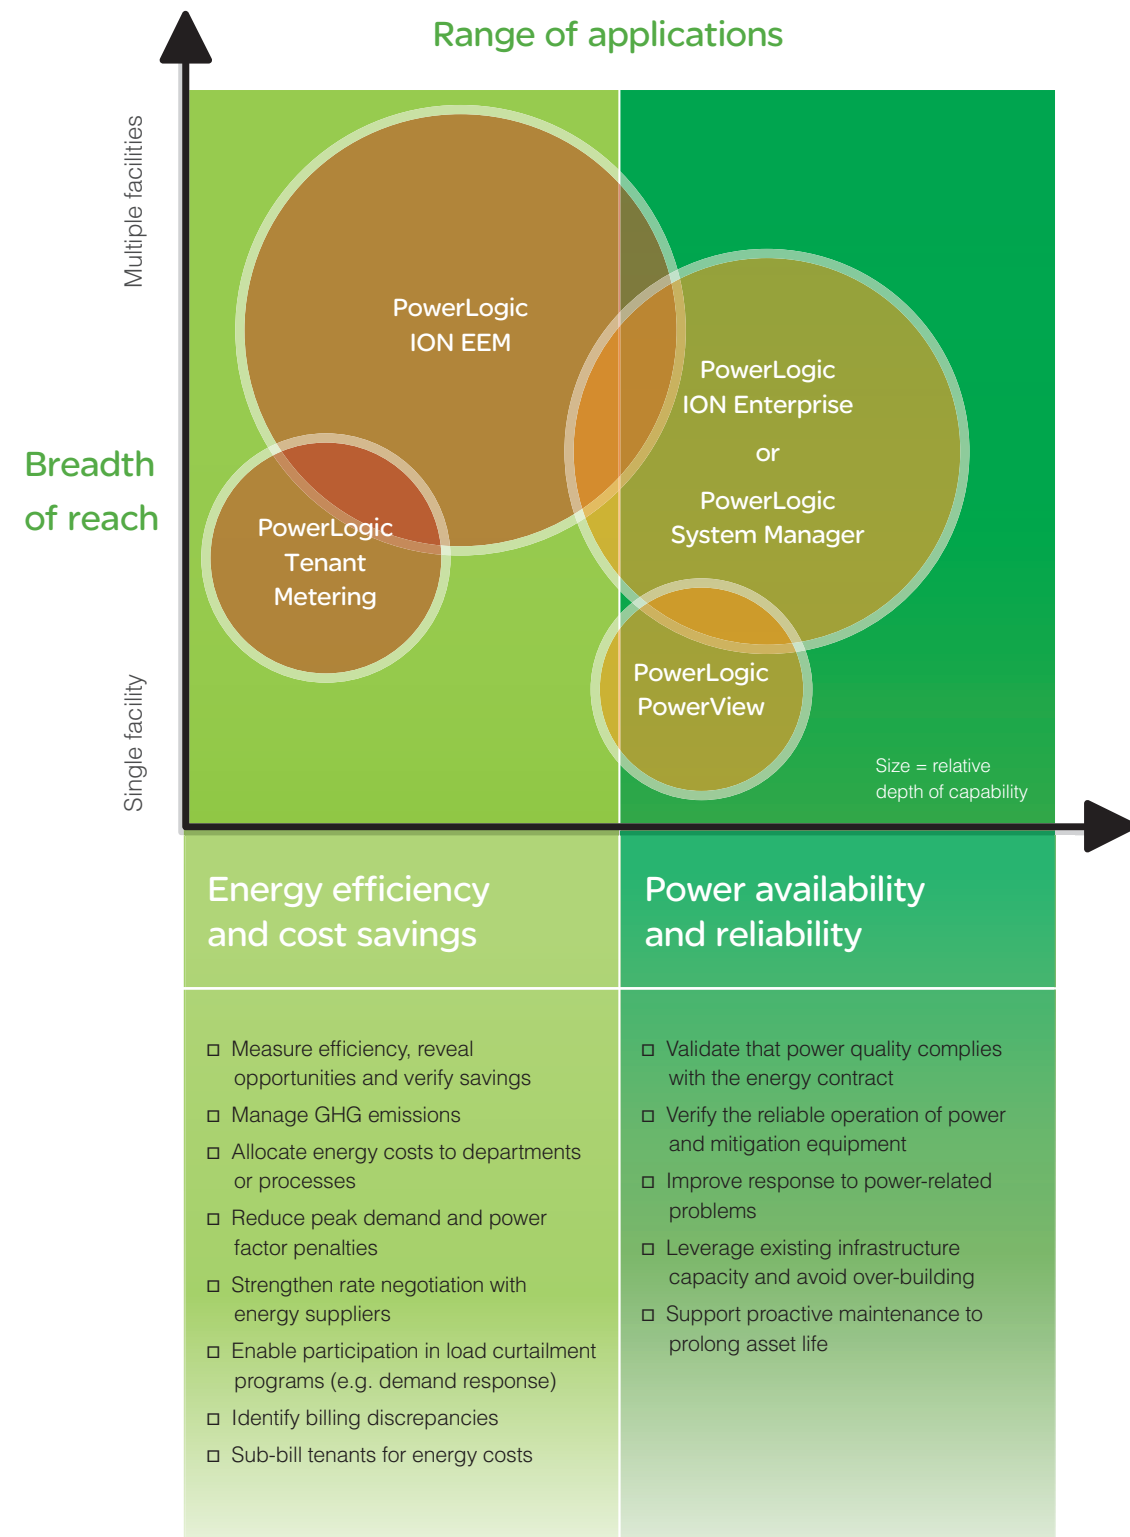 Range of applications
Multiple facilities
Breadth
of reach
Single facility
PowerLogic
ION EEM
PowerLogic
ION Enterprise
or
PowerLogic
System Manager
PowerLogic
Tenant
Metering
PowerLogic
PowerView
Size = relative
depth of capability
Energy efficiency
and cost savings
Power availability
and reliability
□ Measure efficiency, reveal
opportunities and verify savings
□ Manage GHG emissions
□ Allocate energy costs to departments
or processes
□ Reduce peak demand and power
factor penalties
□ Strengthen rate negotiation with
energy suppliers
□ Enable participation in load curtailment
programs (e.g. demand response)
□ Identify billing discrepancies
□ Sub-bill tenants for energy costs
□ Validate that power quality complies
with the energy contract
□ Verify the reliable operation of power
and mitigation equipment
□ Improve response to power-related
problems
□ Leverage existing infrastructure
capacity and avoid over-building
□ Support proactive maintenance to
prolong asset life